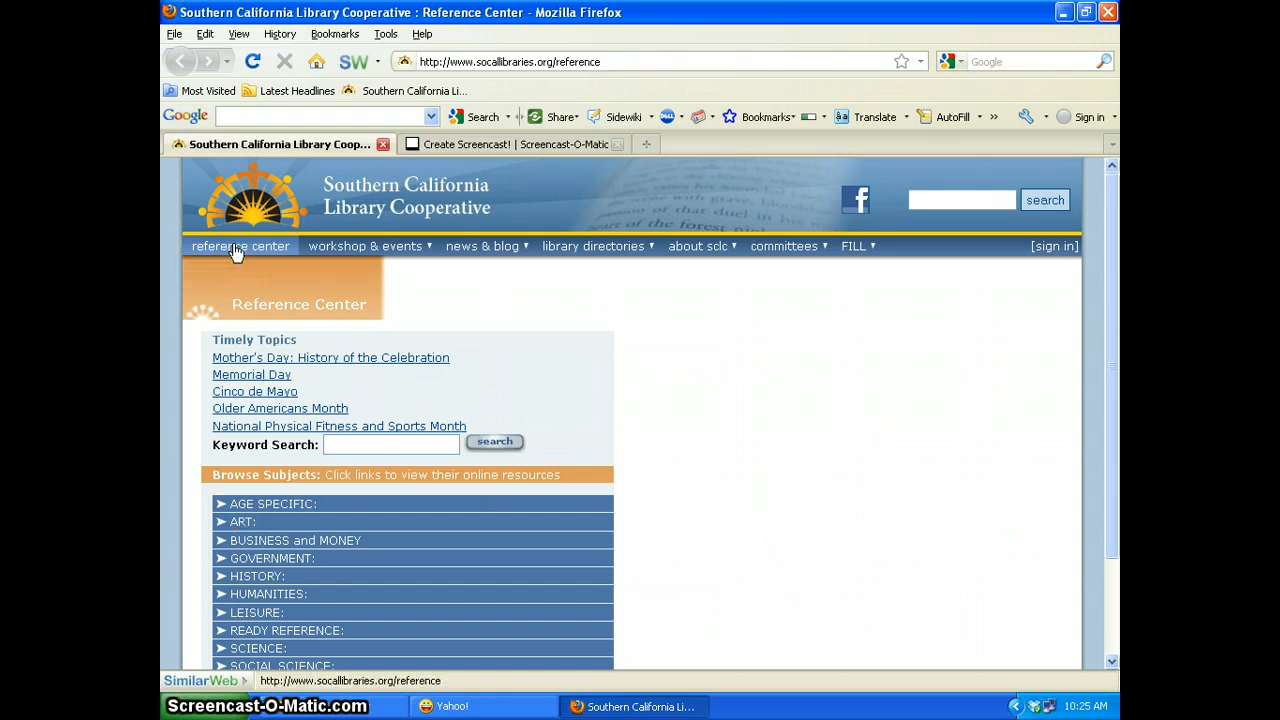 Southern California Library Cooperative : Reference Center - Mozilla Firefox
File Edit View History Bookmarks Tools Help
SW http://www.socallibraries.org/reference Google
Most Visited Latest Headlines Southern California Li...
Google Search Share Sidewiki Bookmarks Translate AutoFill » Sign in
Southern California Library Coop... Create Screencast! | Screencast-O-Matic
Southern California
Library Cooperative
f search
reference center workshop & events news & blog library directories about sclc committees FILL [sign in]
Reference Center
Timely Topics
Mother's Day: History of the Celebration
Memorial Day
Cinco de Mayo
Older Americans Month
National Physical Fitness and Sports Month
Keyword Search: search
Browse Subjects: Click links to view their online resources
AGE SPECIFIC:
ART:
BUSINESS and MONEY
GOVERNMENT:
HISTORY:
HUMANITIES:
LEISURE:
READY REFERENCE:
SCIENCE:
SOCIAL SCIENCE:
SimilarWeb http://www.socallibraries.org/reference
Screencast-O-Matic.com Yahoo! Southern California Li... 10:25 AM